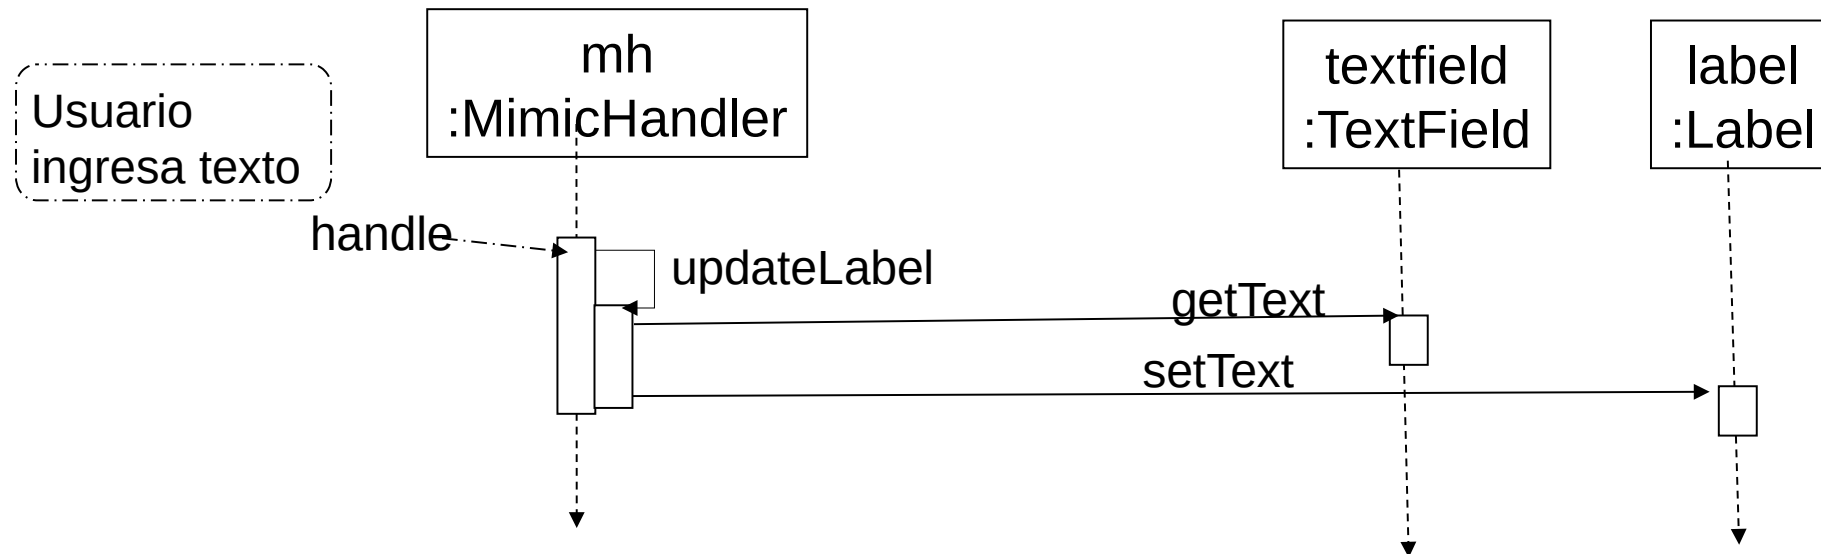 mh
:MimicHandler
textfield
:TextField
label
:Label
Usuario
ingresa texto
handle
updateLabel
getText
setText